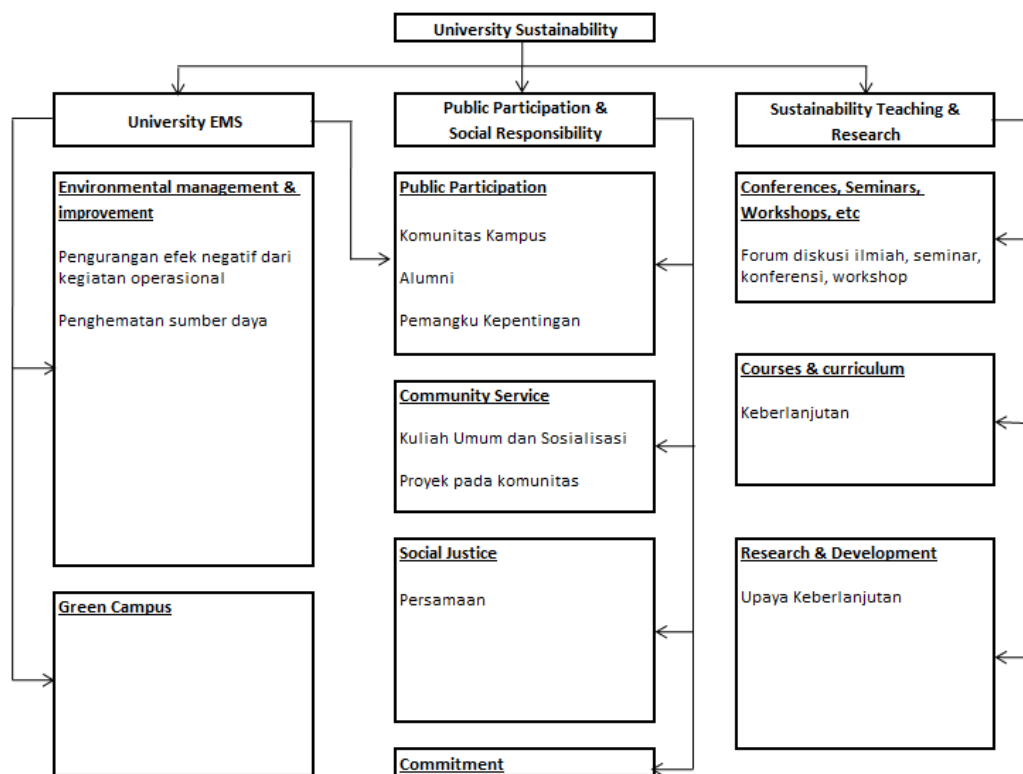 University Sustainability
University EMS
Public Participation &
Social Responsibility
Sustainability Teaching &
Research
Environmental management &
improvement
Pengurangan efek negatif dari
kegiatan operasional
Penghematan sumber daya
Green Campus
Public Participation
Komunitas Kampus
Alumni
Pemangku Kepentingan
Community Service
Kuliah Umum dan Sosialisasi
Proyek pada komunitas
Social Justice
Persamaan
Commitment
Conferences, Seminars,
Workshops, etc
Forum diskusi ilmiah, seminar,
konferensi, workshop
Courses & curriculum
Keberlanjutan
Research & Development
Upaya Keberlanjutan